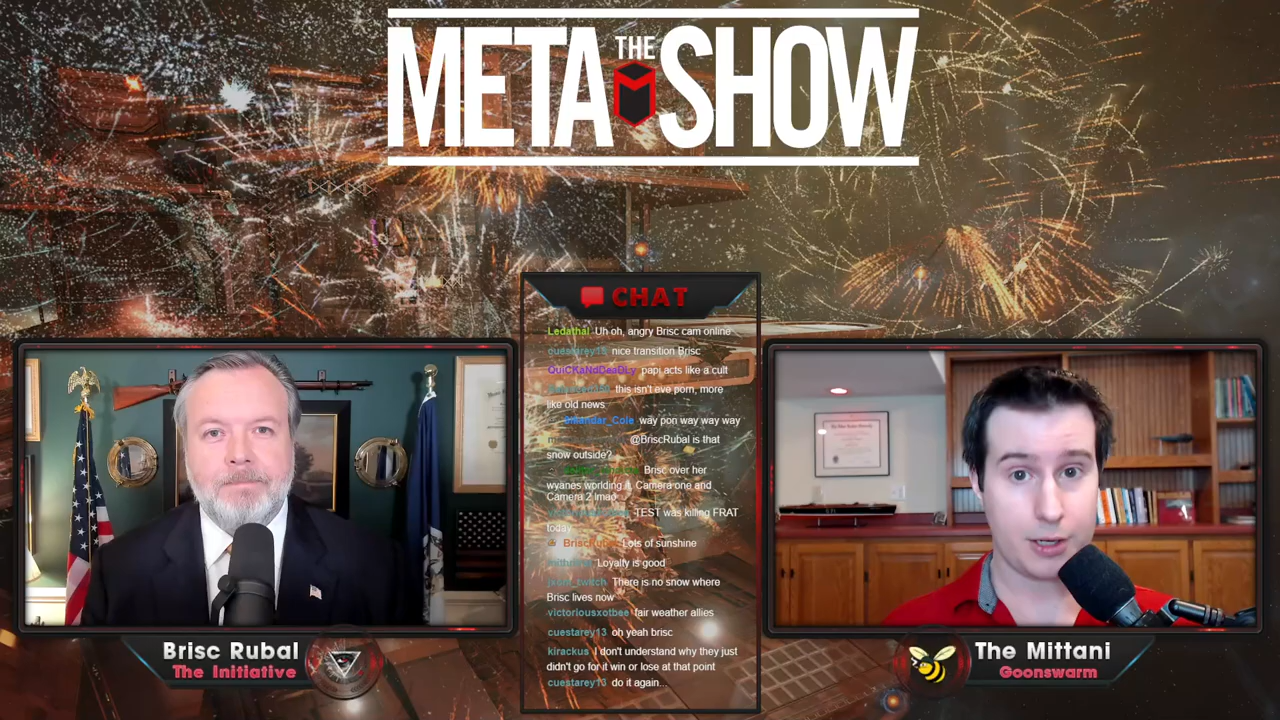 META THE SHOW
CHAT
Ledathal Uh oh, angry Brisc cam online
cuestarey13 nice transition Brisc
QuiCKaNdDeaDLy papi acts like a cult
this isn't eve porn, more
like old news
way pon way way way
@BriscRubal is that
snow outside?
Brisc over her
wyanes worlding it, Camera one and
Camera 2 lmao
TEST was killing FRAT
today
BriscRubal Lots of sunshine
Loyalty is good
There is no snow where
Brisc lives now
victoriousxotbee fair weather allies
cuestarey13 oh yeah brisc
kirackus I don't understand why they just
didn't go for it win or lose at that point
cuestarey13 do it again...
Brisc Rubal
The Initiative
The Mittani
Goonswarm